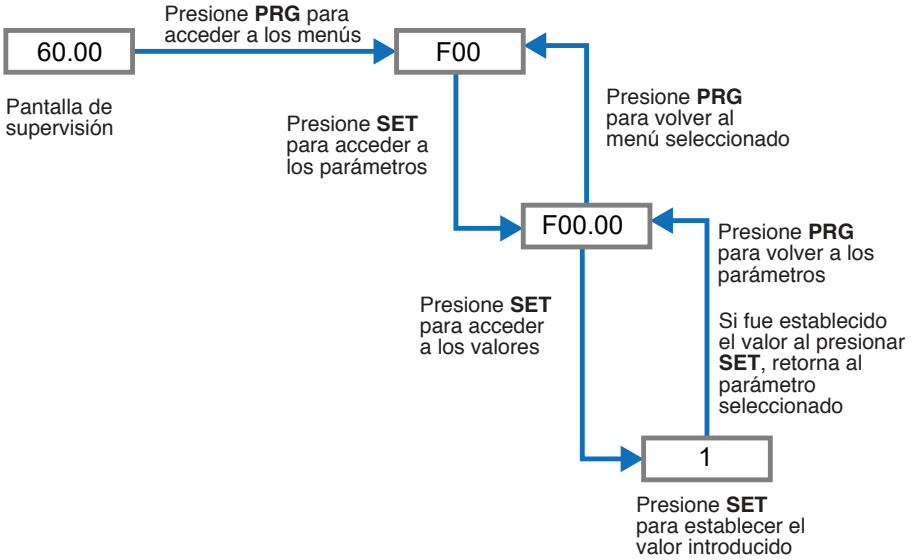 Presione PRG para
acceder a los menús
60.00
F00
Pantalla de
supervisión
Presione SET
para acceder a
los parámetros
Presione PRG
para volver al
menú seleccionado
F00.00
Presione PRG
para volver a los
parámetros
Presione SET
para acceder
a los valores
Si fue establecido
el valor al presionar
SET, retorna al
parámetro
seleccionado
1
Presione SET
para establecer el
valor introducido